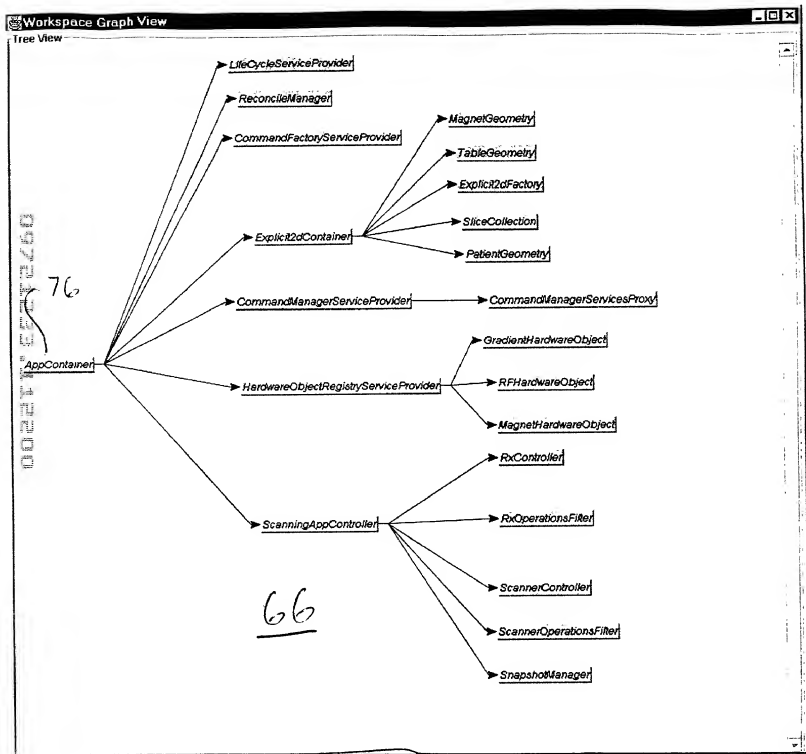 Workspace Graph View
Tree View
LifeCycleServiceProvider
ReconcileManager
CommandFactoryServiceProvider
MagnetGeometry
TableGeometry
Explicit2dFactory
SliceCollection
Explicit2dContainer
PatientGeometry
76
CommandManagerServiceProvider
CommandManagerServicesProxy
GradientHardwareObject
AppContainer
HardwareObjectRegistryServiceProvider
RFHardwareObject
MagnetHardwareObject
RxController
ScanningAppController
RxOperationsFilter
ScannerController
66
ScannerOperationsFilter
SnapshotManager